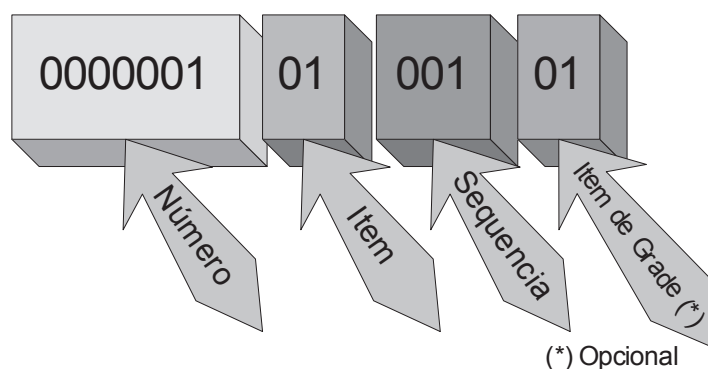 0000001 01 001 01
Número
Item
Sequencia
Item de Grade (*)
(*) Opcional